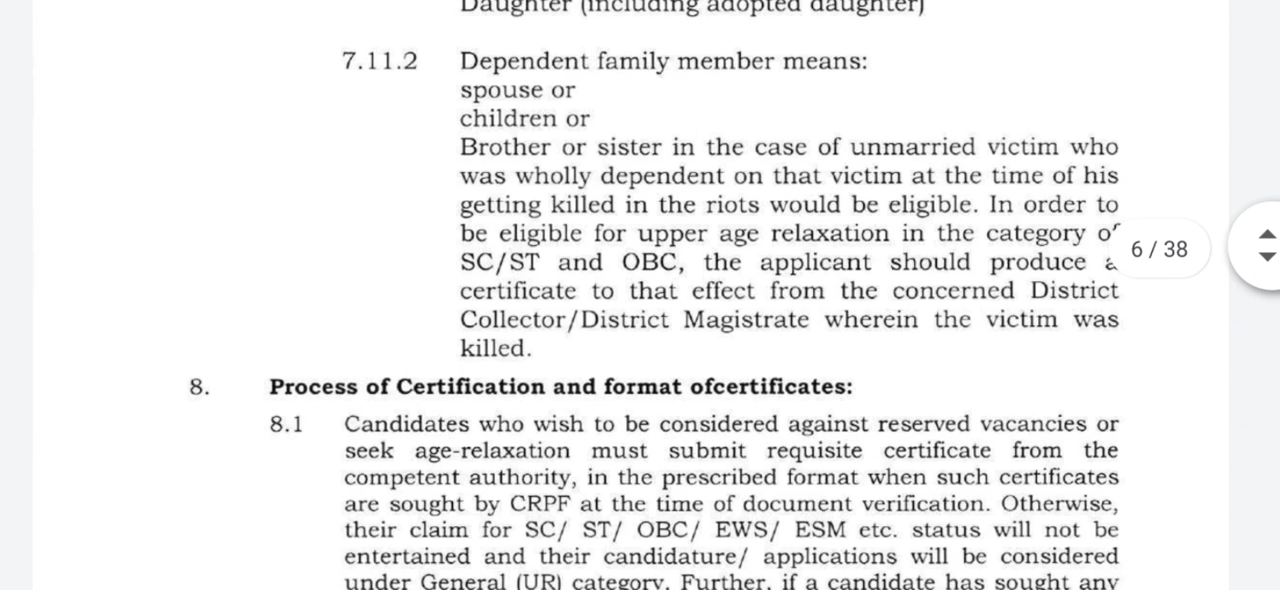 Daughter (including adopted daughter)
7.11.2 Dependent family member means:
spouse or
children or
Brother or sister in the case of unmarried victim who
was wholly dependent on that victim at the time of his
getting killed in the riots would be eligible. In order to
be eligible for upper age relaxation in the category of
SC/ST and OBC, the applicant should produce a
certificate to that effect from the concerned District
Collector/District Magistrate wherein the victim was
killed.
6 / 38
8. Process of Certification and format ofcertificates:
8.1 Candidates who wish to be considered against reserved vacancies or
seek age-relaxation must submit requisite certificate from the
competent authority, in the prescribed format when such certificates
are sought by CRPF at the time of document verification. Otherwise,
their claim for SC/ ST/ OBC/ EWS/ ESM etc. status will not be
entertained and their candidature/ applications will be considered
under General (UR) category. Further, if a candidate has sought any